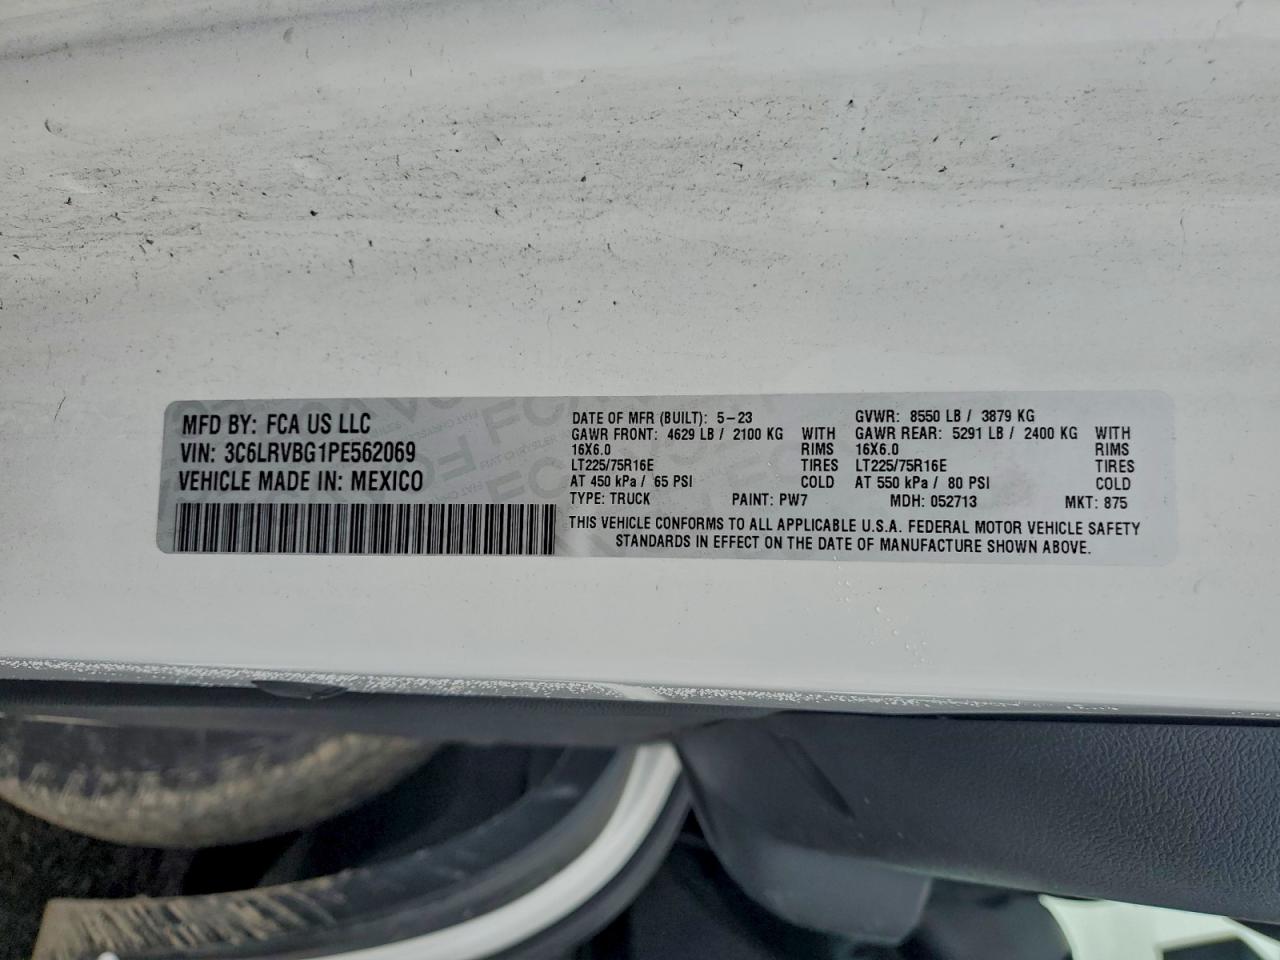 MFD BY: FCA US LLC
VIN: 3C6LRVBG1PE562069
VEHICLE MADE IN: MEXICO
DATE OF MFR (BUILT): 5-23
GAWR FRONT: 4629 LB / 2100 KG WITH
16X6.0 RIMS
LT225/75R16E TIRES
AT 450 kPa / 65 PSI COLD
GVWR: 8550 LB / 3879 KG
GAWR REAR: 5291 LB / 2400 KG WITH
16X6.0 RIMS
LT225/75R16E TIRES
AT 550 kPa / 80 PSI COLD
TYPE: TRUCK PAINT: PW7 MDH: 052713 MKT: 875
THIS VEHICLE CONFORMS TO ALL APPLICABLE U.S.A. FEDERAL MOTOR VEHICLE SAFETY
STANDARDS IN EFFECT ON THE DATE OF MANUFACTURE SHOWN ABOVE.